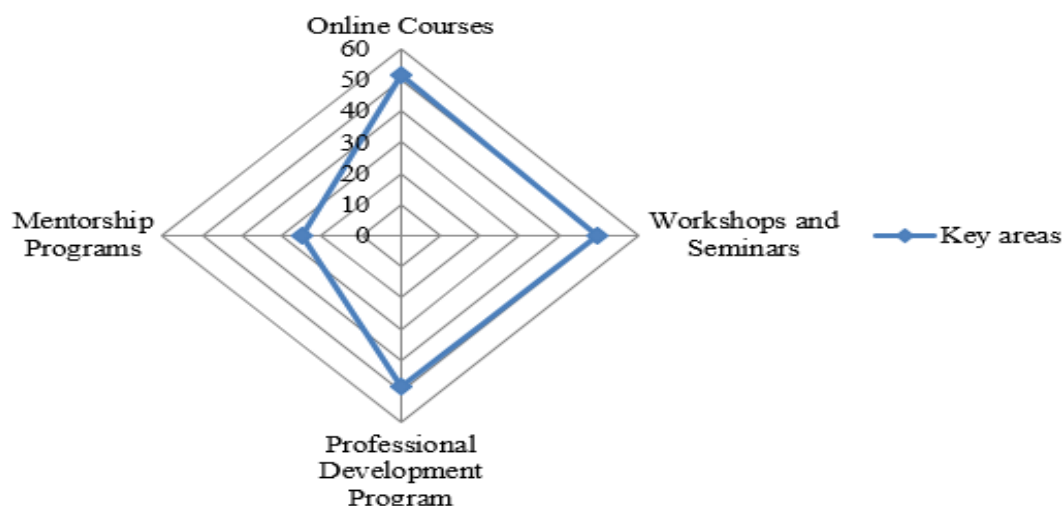 Online Courses
60
50
40
30
20
10
0
Mentorship
Programs
Workshops and
Seminars
Key areas
Professional
Development
Program